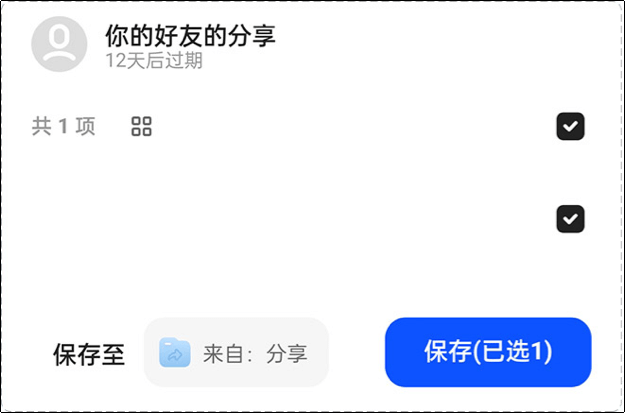 你的好友的分享
12天后过期
共 1 项
保存至
来自：分享
保存(已选1)